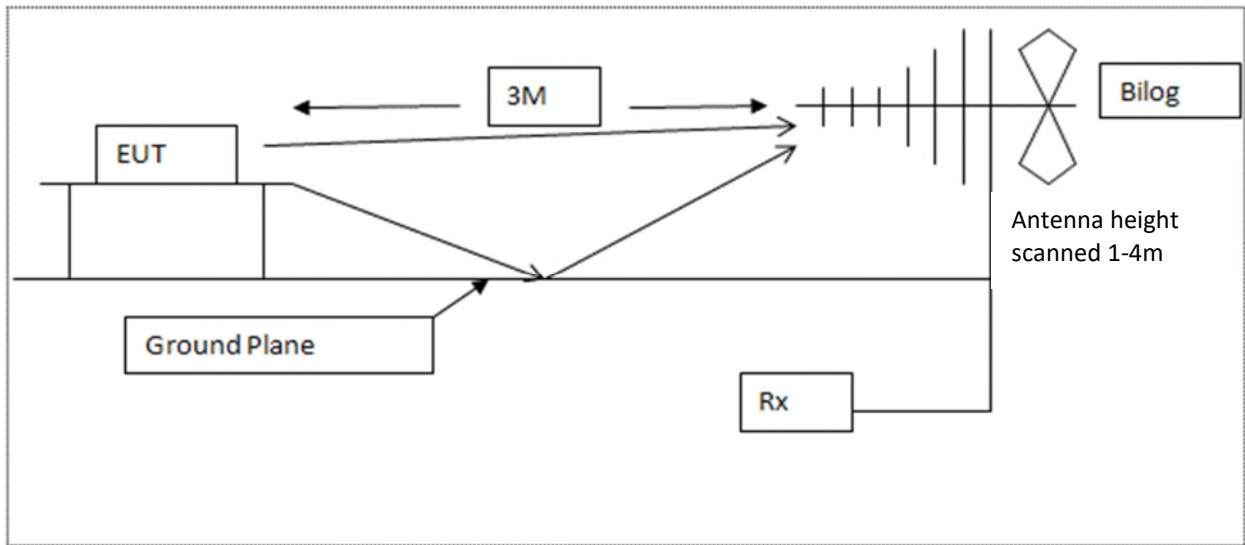 3M
Bilog
EUT
Antenna height
scanned 1-4m
Ground Plane
Rx